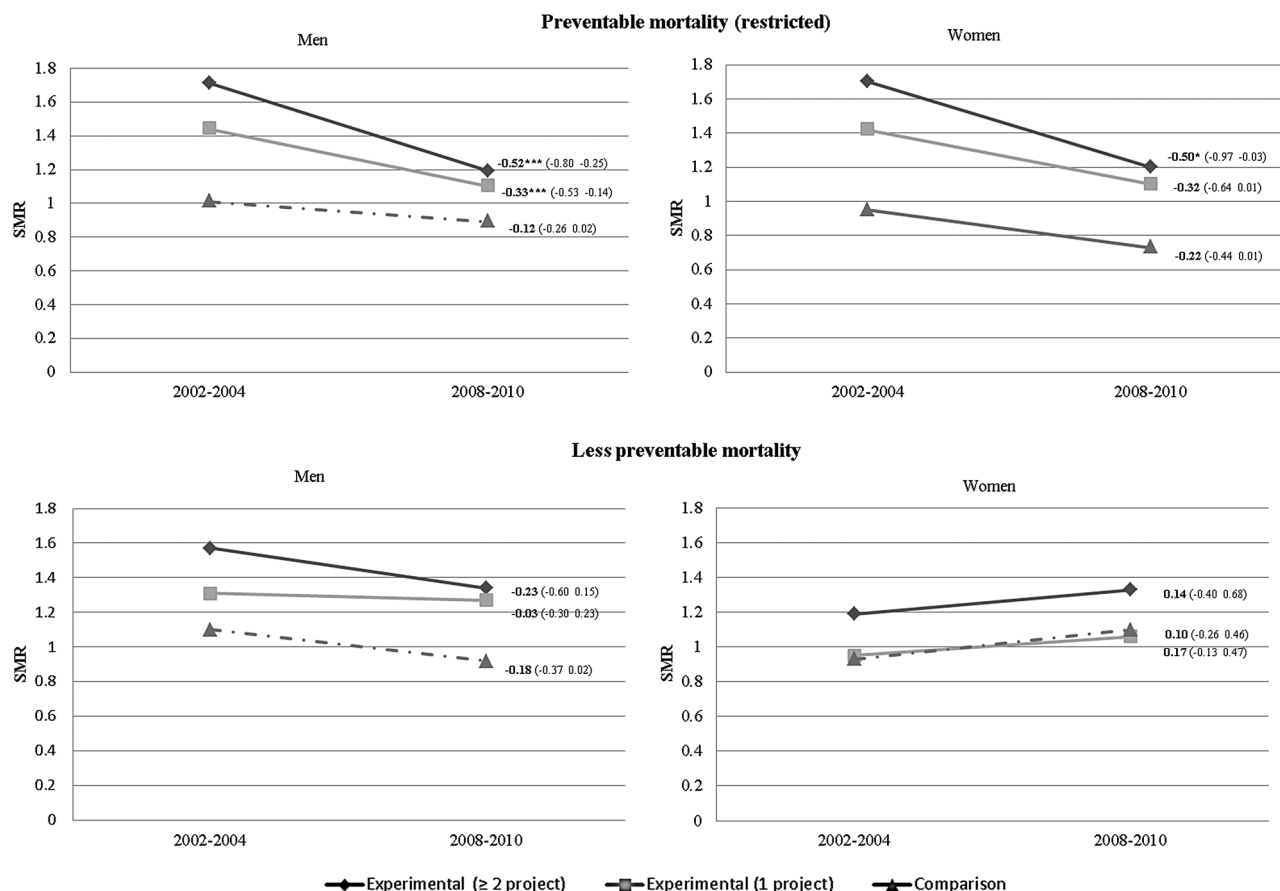 Preventable mortality (restricted)
Men
1.8
1.6
1.4
1.2
1
0.8
0.6
0.4
0.2
0
SMR
-0.52*** (-0.80 -0.25)
-0.33*** (-0.53 -0.14)
-0.12 (-0.26 0.02)
2002-2004
2008-2010
Women
1.8
1.6
1.4
1.2
1
0.8
0.6
0.4
0.2
0
SMR
-0.50* (-0.97 -0.03)
-0.32 (-0.64 0.01)
-0.22 (-0.44 0.01)
2002-2004
2008-2010
Less preventable mortality
Men
1.8
1.6
1.4
1.2
1
0.8
0.6
0.4
0.2
0
SMR
-0.23 (-0.60 0.15)
-0.03 (-0.30 0.23)
-0.18 (-0.37 0.02)
2002-2004
2008-2010
Women
1.8
1.6
1.4
1.2
1
0.8
0.6
0.4
0.2
0
SMR
0.14 (-0.40 0.68)
0.10 (-0.26 0.46)
0.17 (-0.13 0.47)
2002-2004
2008-2010
Experimental (≥ 2 project) Experimental (1 project) Comparison